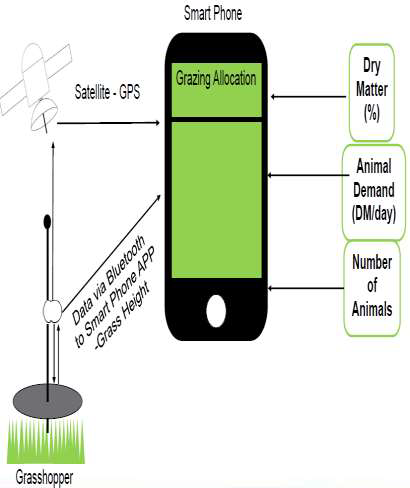 Smart Phone
Satellite - GPS
Grazing Allocation
Dry
Matter
(%)
Animal
Demand
(DM/day)
Number
of
Animals
Data via Bluetooth
to Smart Phone APP
-Grass Height
Grasshopper